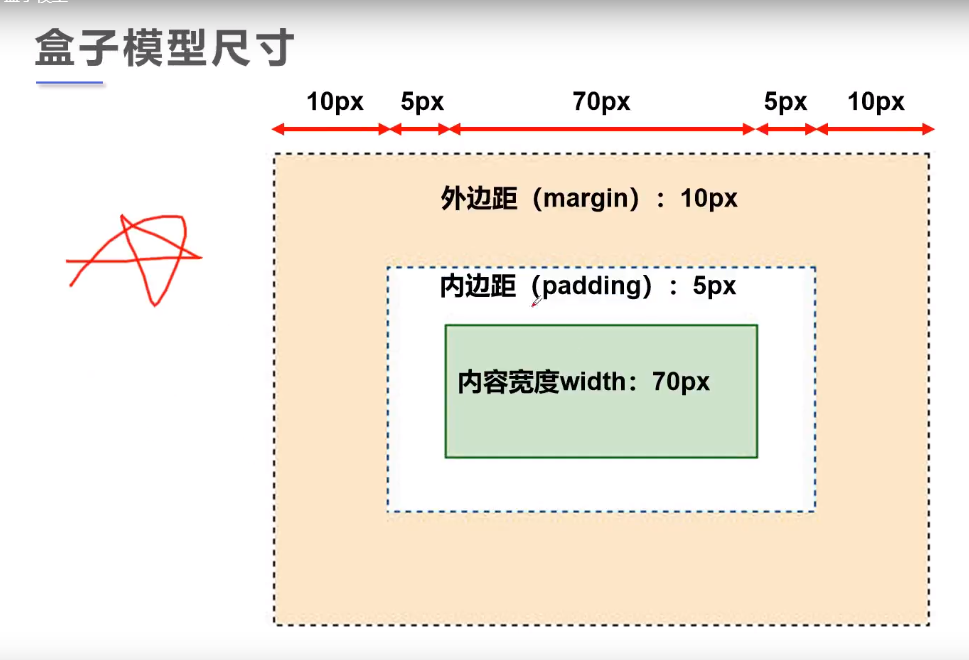 盒子模型尺寸
10px 5px 70px 5px 10px
外边距（margin）：10px
内边距（padding）：5px
内容宽度width：70px